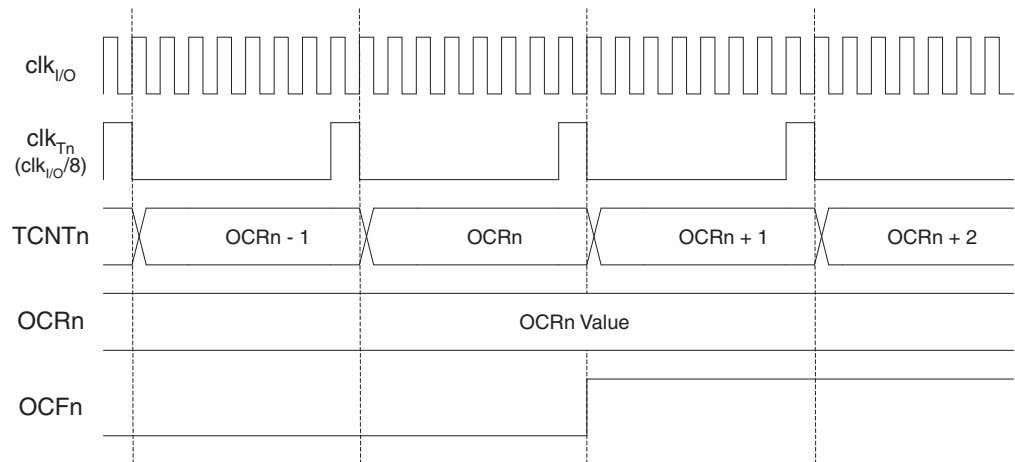 clkI/O
clkTn
(clkI/O/8)
TCNTn
OCRn - 1
OCRn
OCRn + 1
OCRn + 2
OCRn
OCRn Value
OCFn